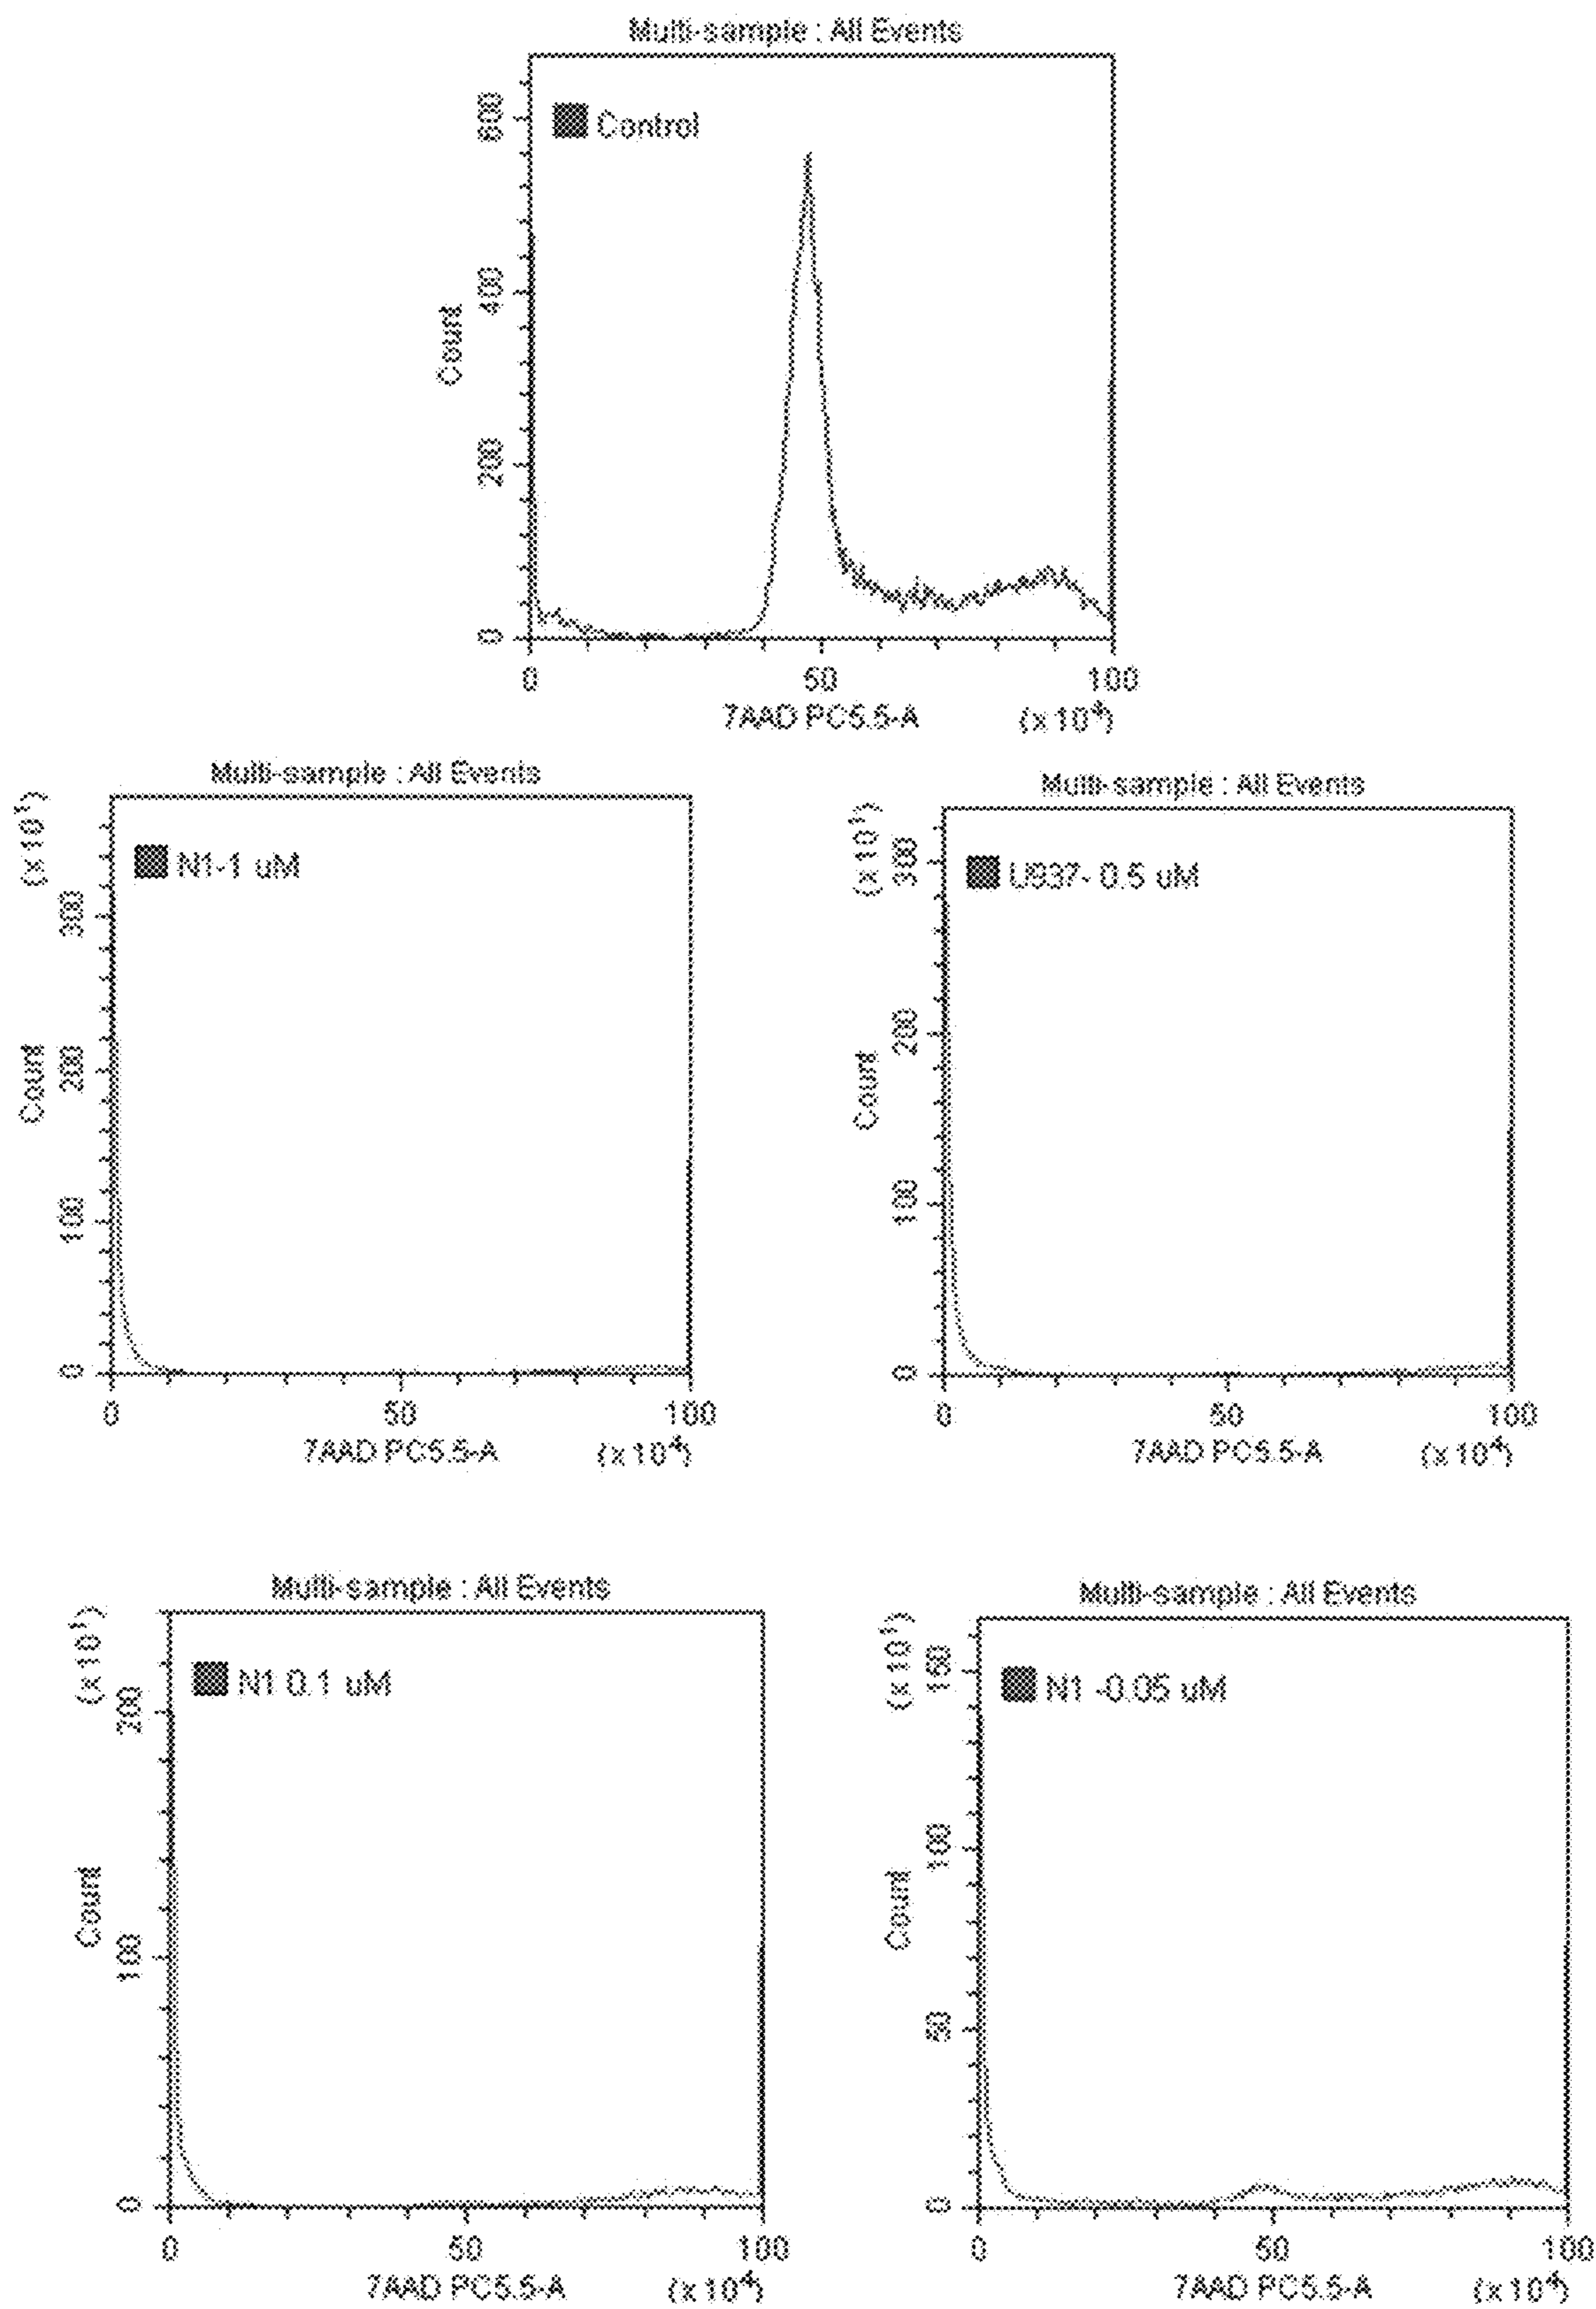 Multi-sample : All Events
Control
600
400
200
0
Count
0 50 100
7AAD PC5.5-A (x 10⁴)
Multi-sample : All Events
(x 10¹)
N1-1 uM
300
200
100
0
Count
0 50 100
7AAD PC5.5-A (x 10⁴)
Multi-sample : All Events
(x 10¹)
U937- 0.5 uM
300
200
100
0
Count
0 50 100
7AAD PC5.5-A (x 10⁴)
Multi-sample : All Events
(x 10¹)
N1 0.1 uM
200
100
0
Count
0 50 100
7AAD PC5.5-A (x 10⁴)
Multi-sample : All Events
(x 10¹)
N1 -0.05 uM
150
100
50
0
Count
0 50 100
7AAD PC5.5-A (x 10⁴)